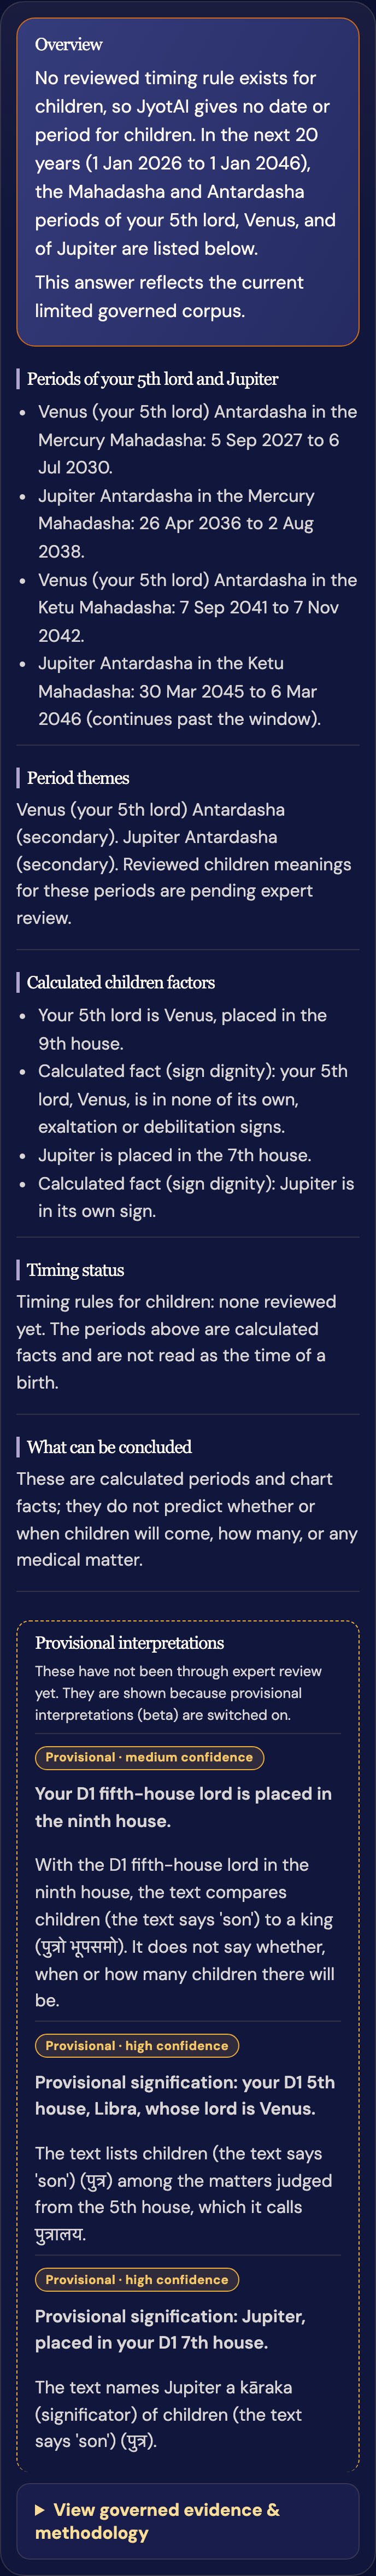 Overview
No reviewed timing rule exists for
children, so JyotAI gives no date or
period for children. In the next 20
years (1 Jan 2026 to 1 Jan 2046),
the Mahadasha and Antardasha
periods of your 5th lord, Venus, and
of Jupiter are listed below.
This answer reflects the current
limited governed corpus.
Periods of your 5th lord and Jupiter
• Venus (your 5th lord) Antardasha in the
Mercury Mahadasha: 5 Sep 2027 to 6
Jul 2030.
• Jupiter Antardasha in the Mercury
Mahadasha: 26 Apr 2036 to 2 Aug
2038.
• Venus (your 5th lord) Antardasha in the
Ketu Mahadasha: 7 Sep 2041 to 7 Nov
2042.
• Jupiter Antardasha in the Ketu
Mahadasha: 30 Mar 2045 to 6 Mar
2046 (continues past the window).
Period themes
Venus (your 5th lord) Antardasha
(secondary). Jupiter Antardasha
(secondary). Reviewed children meanings
for these periods are pending expert
review.
Calculated children factors
• Your 5th lord is Venus, placed in the
9th house.
• Calculated fact (sign dignity): your 5th
lord, Venus, is in none of its own,
exaltation or debilitation signs.
• Jupiter is placed in the 7th house.
• Calculated fact (sign dignity): Jupiter is
in its own sign.
Timing status
Timing rules for children: none reviewed
yet. The periods above are calculated
facts and are not read as the time of a
birth.
What can be concluded
These are calculated periods and chart
facts; they do not predict whether or
when children will come, how many, or any
medical matter.
Provisional interpretations
These have not been through expert review
yet. They are shown because provisional
interpretations (beta) are switched on.
Provisional · medium confidence
Your D1 fifth-house lord is placed in
the ninth house.
With the D1 fifth-house lord in the
ninth house, the text compares
children (the text says 'son') to a king
(पुत्रो भूपसमो). It does not say whether,
when or how many children there will
be.
Provisional · high confidence
Provisional signification: your D1 5th
house, Libra, whose lord is Venus.
The text lists children (the text says
'son') (पुत्र) among the matters judged
from the 5th house, which it calls
पुत्रालय.
Provisional · high confidence
Provisional signification: Jupiter,
placed in your D1 7th house.
The text names Jupiter a kāraka
(significator) of children (the text
says 'son') (पुत्र).
▶ View governed evidence &
methodology